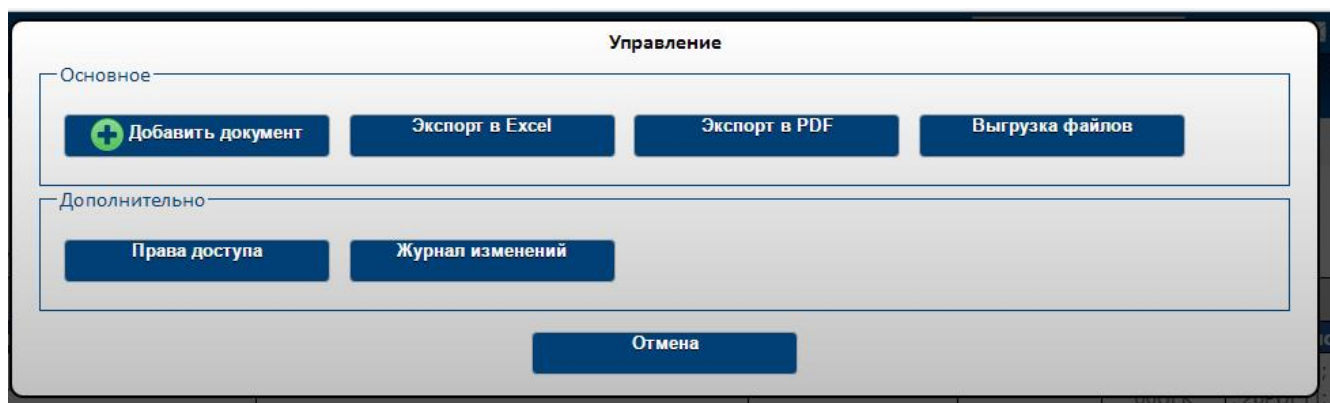 Управление
Основное
Добавить документ
Экспорт в Excel
Экспорт в PDF
Выгрузка файлов
Дополнительно
Права доступа
Журнал изменений
Отмена